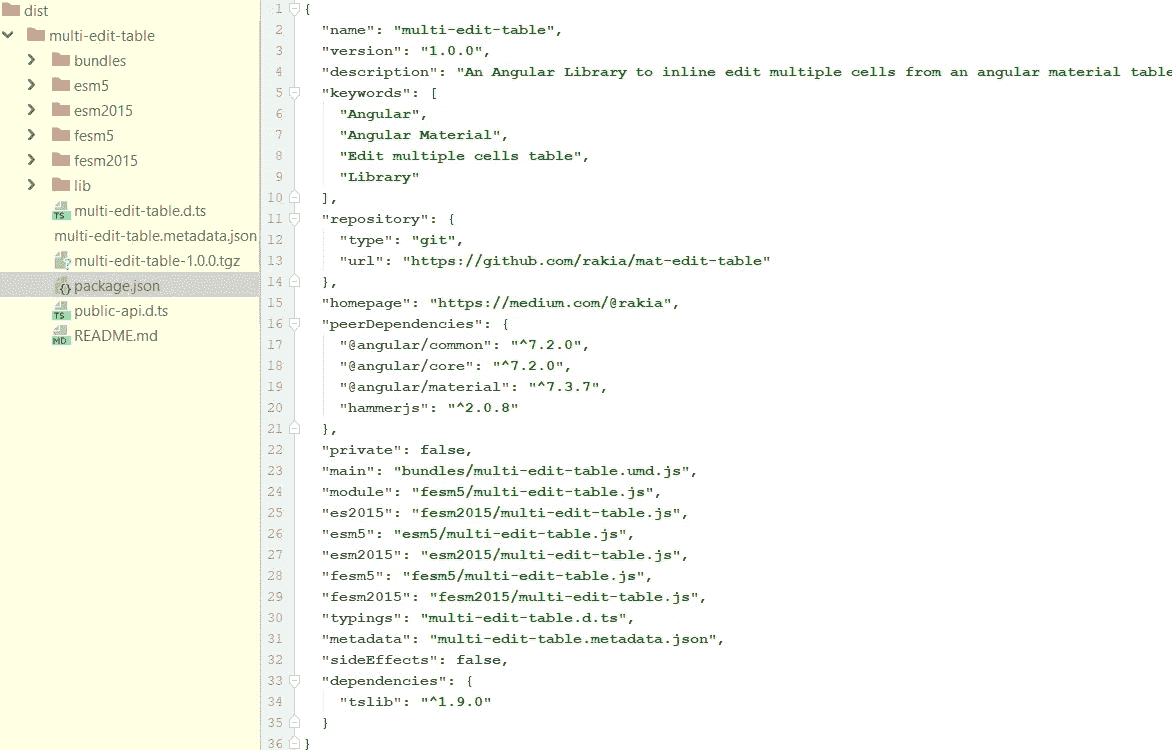 dist
multi-edit-table
bundles
esm5
esm2015
fesm5
fesm2015
lib
multi-edit-table.d.ts
multi-edit-table.metadata.json
multi-edit-table-1.0.0.tgz
package.json
public-api.d.ts
README.md
1 {
2 "name": "multi-edit-table",
3 "version": "1.0.0",
4 "description": "An Angular Library to inline edit multiple cells from an angular material table
5 "keywords": [
6 "Angular",
7 "Angular Material",
8 "Edit multiple cells table",
9 "Library"
10 ],
11 "repository": {
12 "type": "git",
13 "url": "https://github.com/rakia/mat-edit-table"
14 },
15 "homepage": "https://medium.com/@rakia",
16 "peerDependencies": {
17 "@angular/common": "^7.2.0",
18 "@angular/core": "^7.2.0",
19 "@angular/material": "^7.3.7",
20 "hammerjs": "^2.0.8"
21 },
22 "private": false,
23 "main": "bundles/multi-edit-table.umd.js",
24 "module": "fesm5/multi-edit-table.js",
25 "es2015": "fesm2015/multi-edit-table.js",
26 "esm5": "esm5/multi-edit-table.js",
27 "esm2015": "esm2015/multi-edit-table.js",
28 "fesm5": "fesm5/multi-edit-table.js",
29 "fesm2015": "fesm2015/multi-edit-table.js",
30 "typings": "multi-edit-table.d.ts",
31 "metadata": "multi-edit-table.metadata.json",
32 "sideEffects": false,
33 "dependencies": {
34 "tslib": "^1.9.0"
35 }
36 }